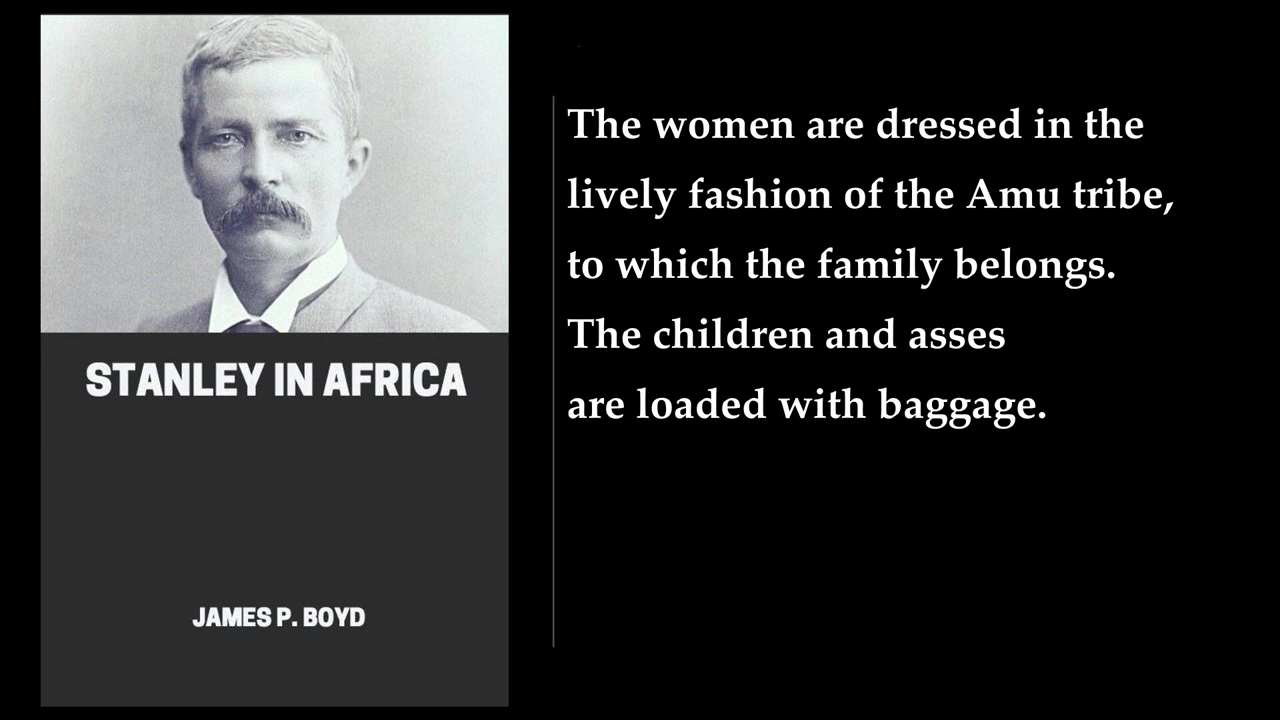 STANLEY IN AFRICA
JAMES P. BOYD
The women are dressed in the
lively fashion of the Amu tribe,
to which the family belongs.
The children and asses
are loaded with baggage.